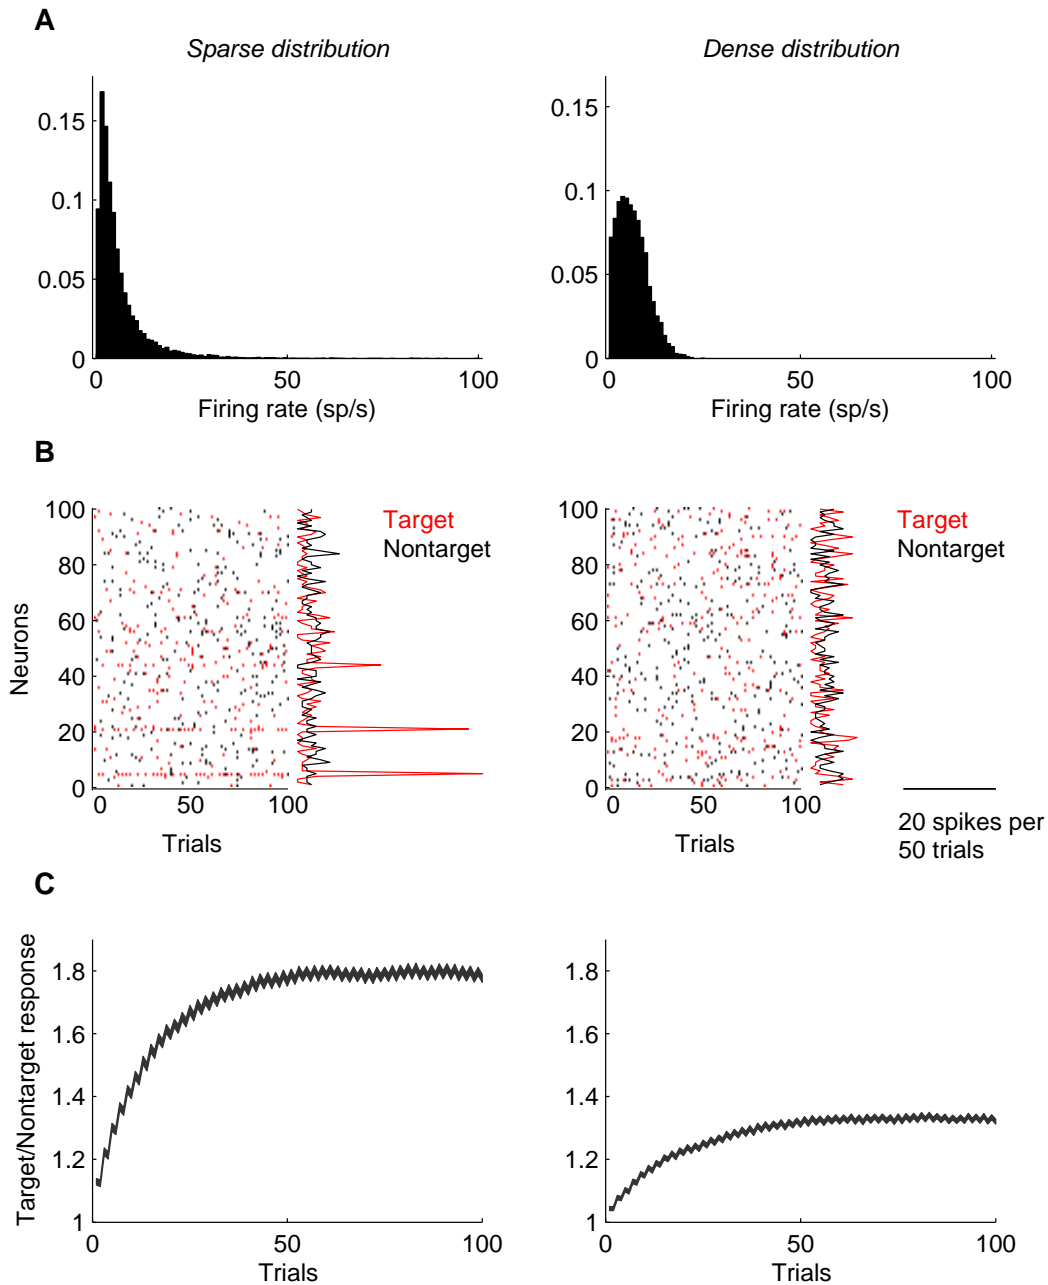 A
Sparse distribution
Dense distribution
0.15
0.1
0.05
0
0 50 100
Firing rate (sp/s)
0.15
0.1
0.05
0
0 50 100
Firing rate (sp/s)
B
Neurons
100
80
60
40
20
0
0 50 100
Trials
Target
Nontarget
100
80
60
40
20
0
0 50 100
Trials
Target
Nontarget
20 spikes per
50 trials
C
Target/Nontarget response
1.8
1.6
1.4
1.2
1
0 50 100
Trials
1.8
1.6
1.4
1.2
1
0 50 100
Trials